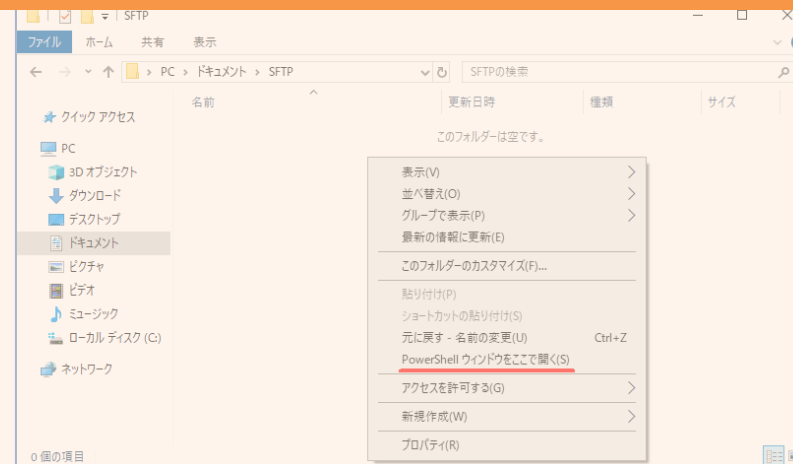 SFTP
ファイル ホーム 共有 表示
PC > ドキュメント > SFTP
SFTPの検索
名前 更新日時 種類 サイズ
このフォルダーは空です。
クイック アクセス
PC
3D オブジェクト
ダウンロード
デスクトップ
ドキュメント
ピクチャ
ビデオ
ミュージック
ローカル ディスク (C:)
ネットワーク
表示(V)
並べ替え(O)
グループで表示(P)
最新の情報に更新(E)
このフォルダーのカスタマイズ(F)...
貼り付け(P)
ショートカットの貼り付け(S)
元に戻す - 名前の変更(U) Ctrl+Z
PowerShell ウィンドウをここで開く(S)
アクセスを許可する(G)
新規作成(W)
プロパティ(R)
0 個の項目